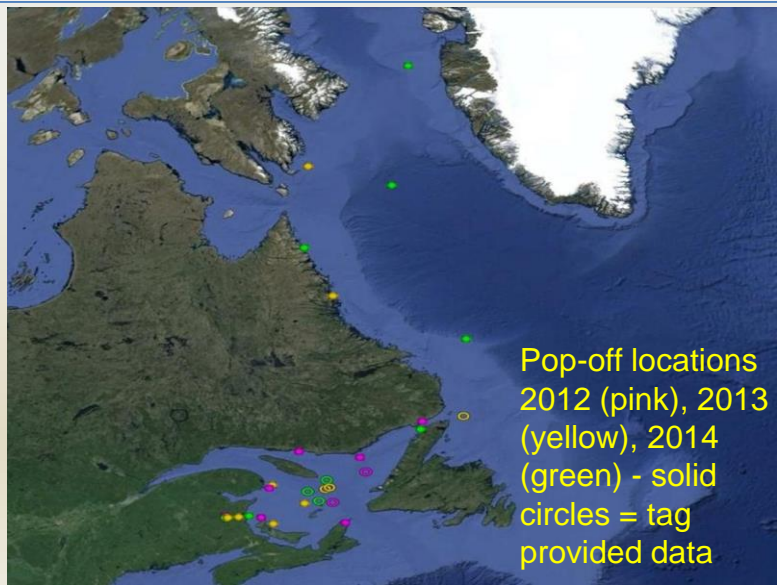 Pop-off locations
2012 (pink), 2013
(yellow), 2014
(green) - solid
circles = tag
provided data